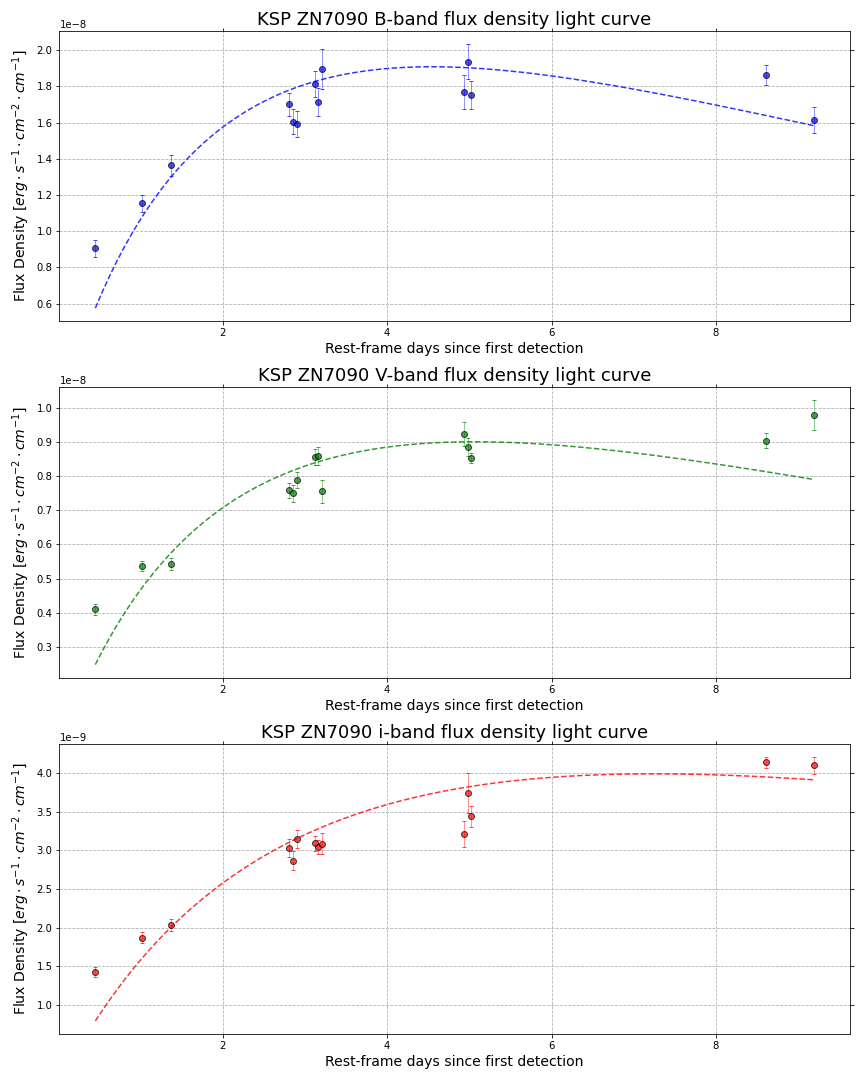 KSP ZN7090 B-band flux density light curve
1e−8
Flux Density [erg · s⁻¹ · cm⁻² · cm⁻¹]
2.0
1.8
1.6
1.4
1.2
1.0
0.8
0.6
2 4 6 8
Rest-frame days since first detection
KSP ZN7090 V-band flux density light curve
1e−8
Flux Density [erg · s⁻¹ · cm⁻² · cm⁻¹]
1.0
0.9
0.8
0.7
0.6
0.5
0.4
0.3
2 4 6 8
Rest-frame days since first detection
KSP ZN7090 i-band flux density light curve
1e−9
Flux Density [erg · s⁻¹ · cm⁻² · cm⁻¹]
4.0
3.5
3.0
2.5
2.0
1.5
1.0
2 4 6 8
Rest-frame days since first detection